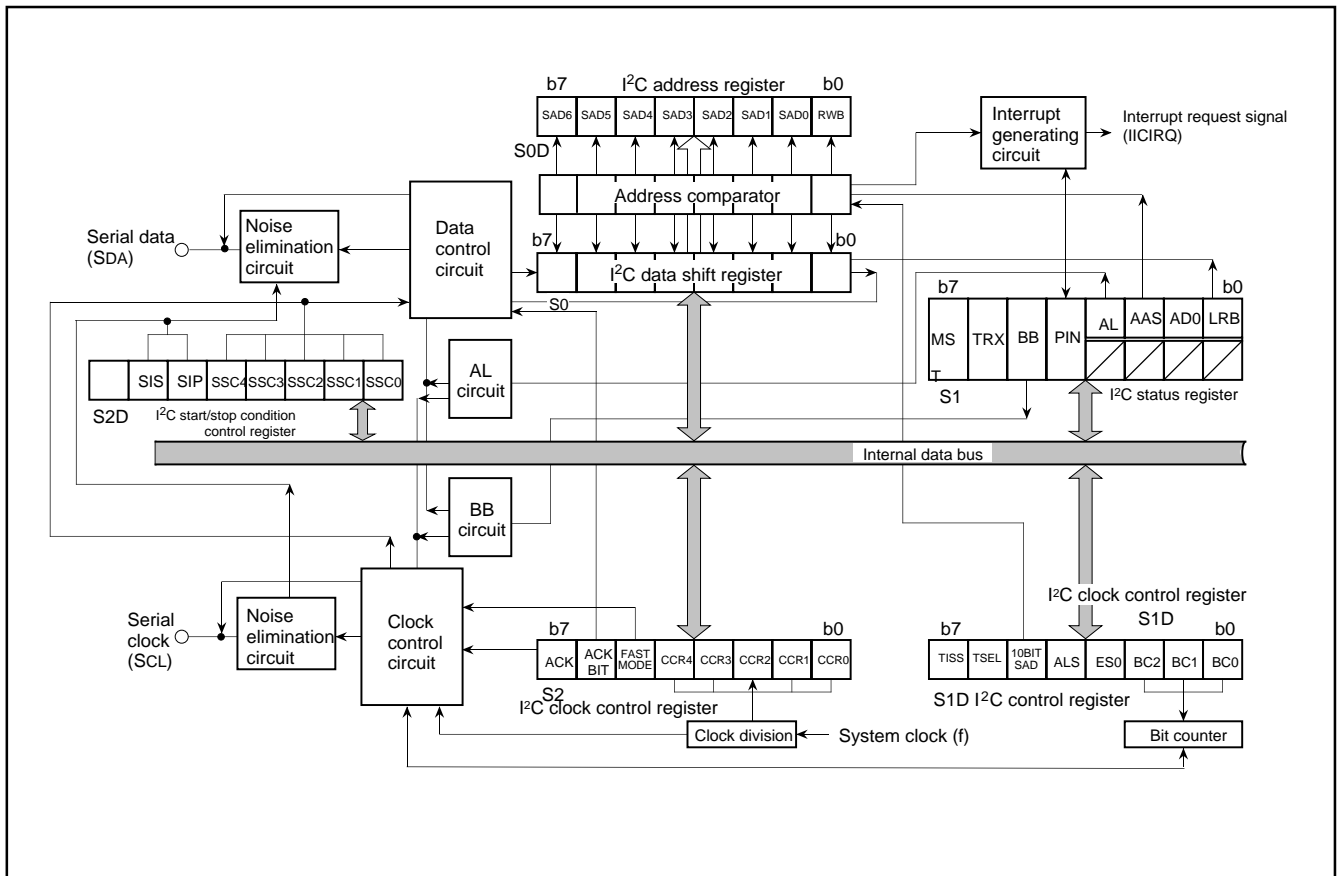 b7 I²C address register b0
SAD6 SAD5 SAD4 SAD3 SAD2 SAD1 SAD0 RWB
S0D
Interrupt
generating
circuit
Interrupt request signal
(IICIRQ)
Address comparator
Serial data
(SDA)
Noise
elimination
circuit
Data
control
circuit
b7 b0
I²C data shift register
S0
b7 b0
MS
T
TRX BB PIN AL AAS AD0 LRB
S1
I²C status register
SIS SIP SSC4 SSC3 SSC2 SSC1 SSC0
S2D
I²C start/stop condition
control register
AL
circuit
Internal data bus
BB
circuit
Serial
clock
(SCL)
Noise
elimination
circuit
Clock
control
circuit
b7 b0
ACK
ACK
BIT
FAST
MODE
CCR4 CCR3 CCR2 CCR1 CCR0
S2
I²C clock control register
Clock division
System clock (f)
I²C clock control register
S1D
b7 b0
TISS TSEL
10BIT
SAD
ALS ES0 BC2 BC1 BC0
S1D I²C control register
Bit counter